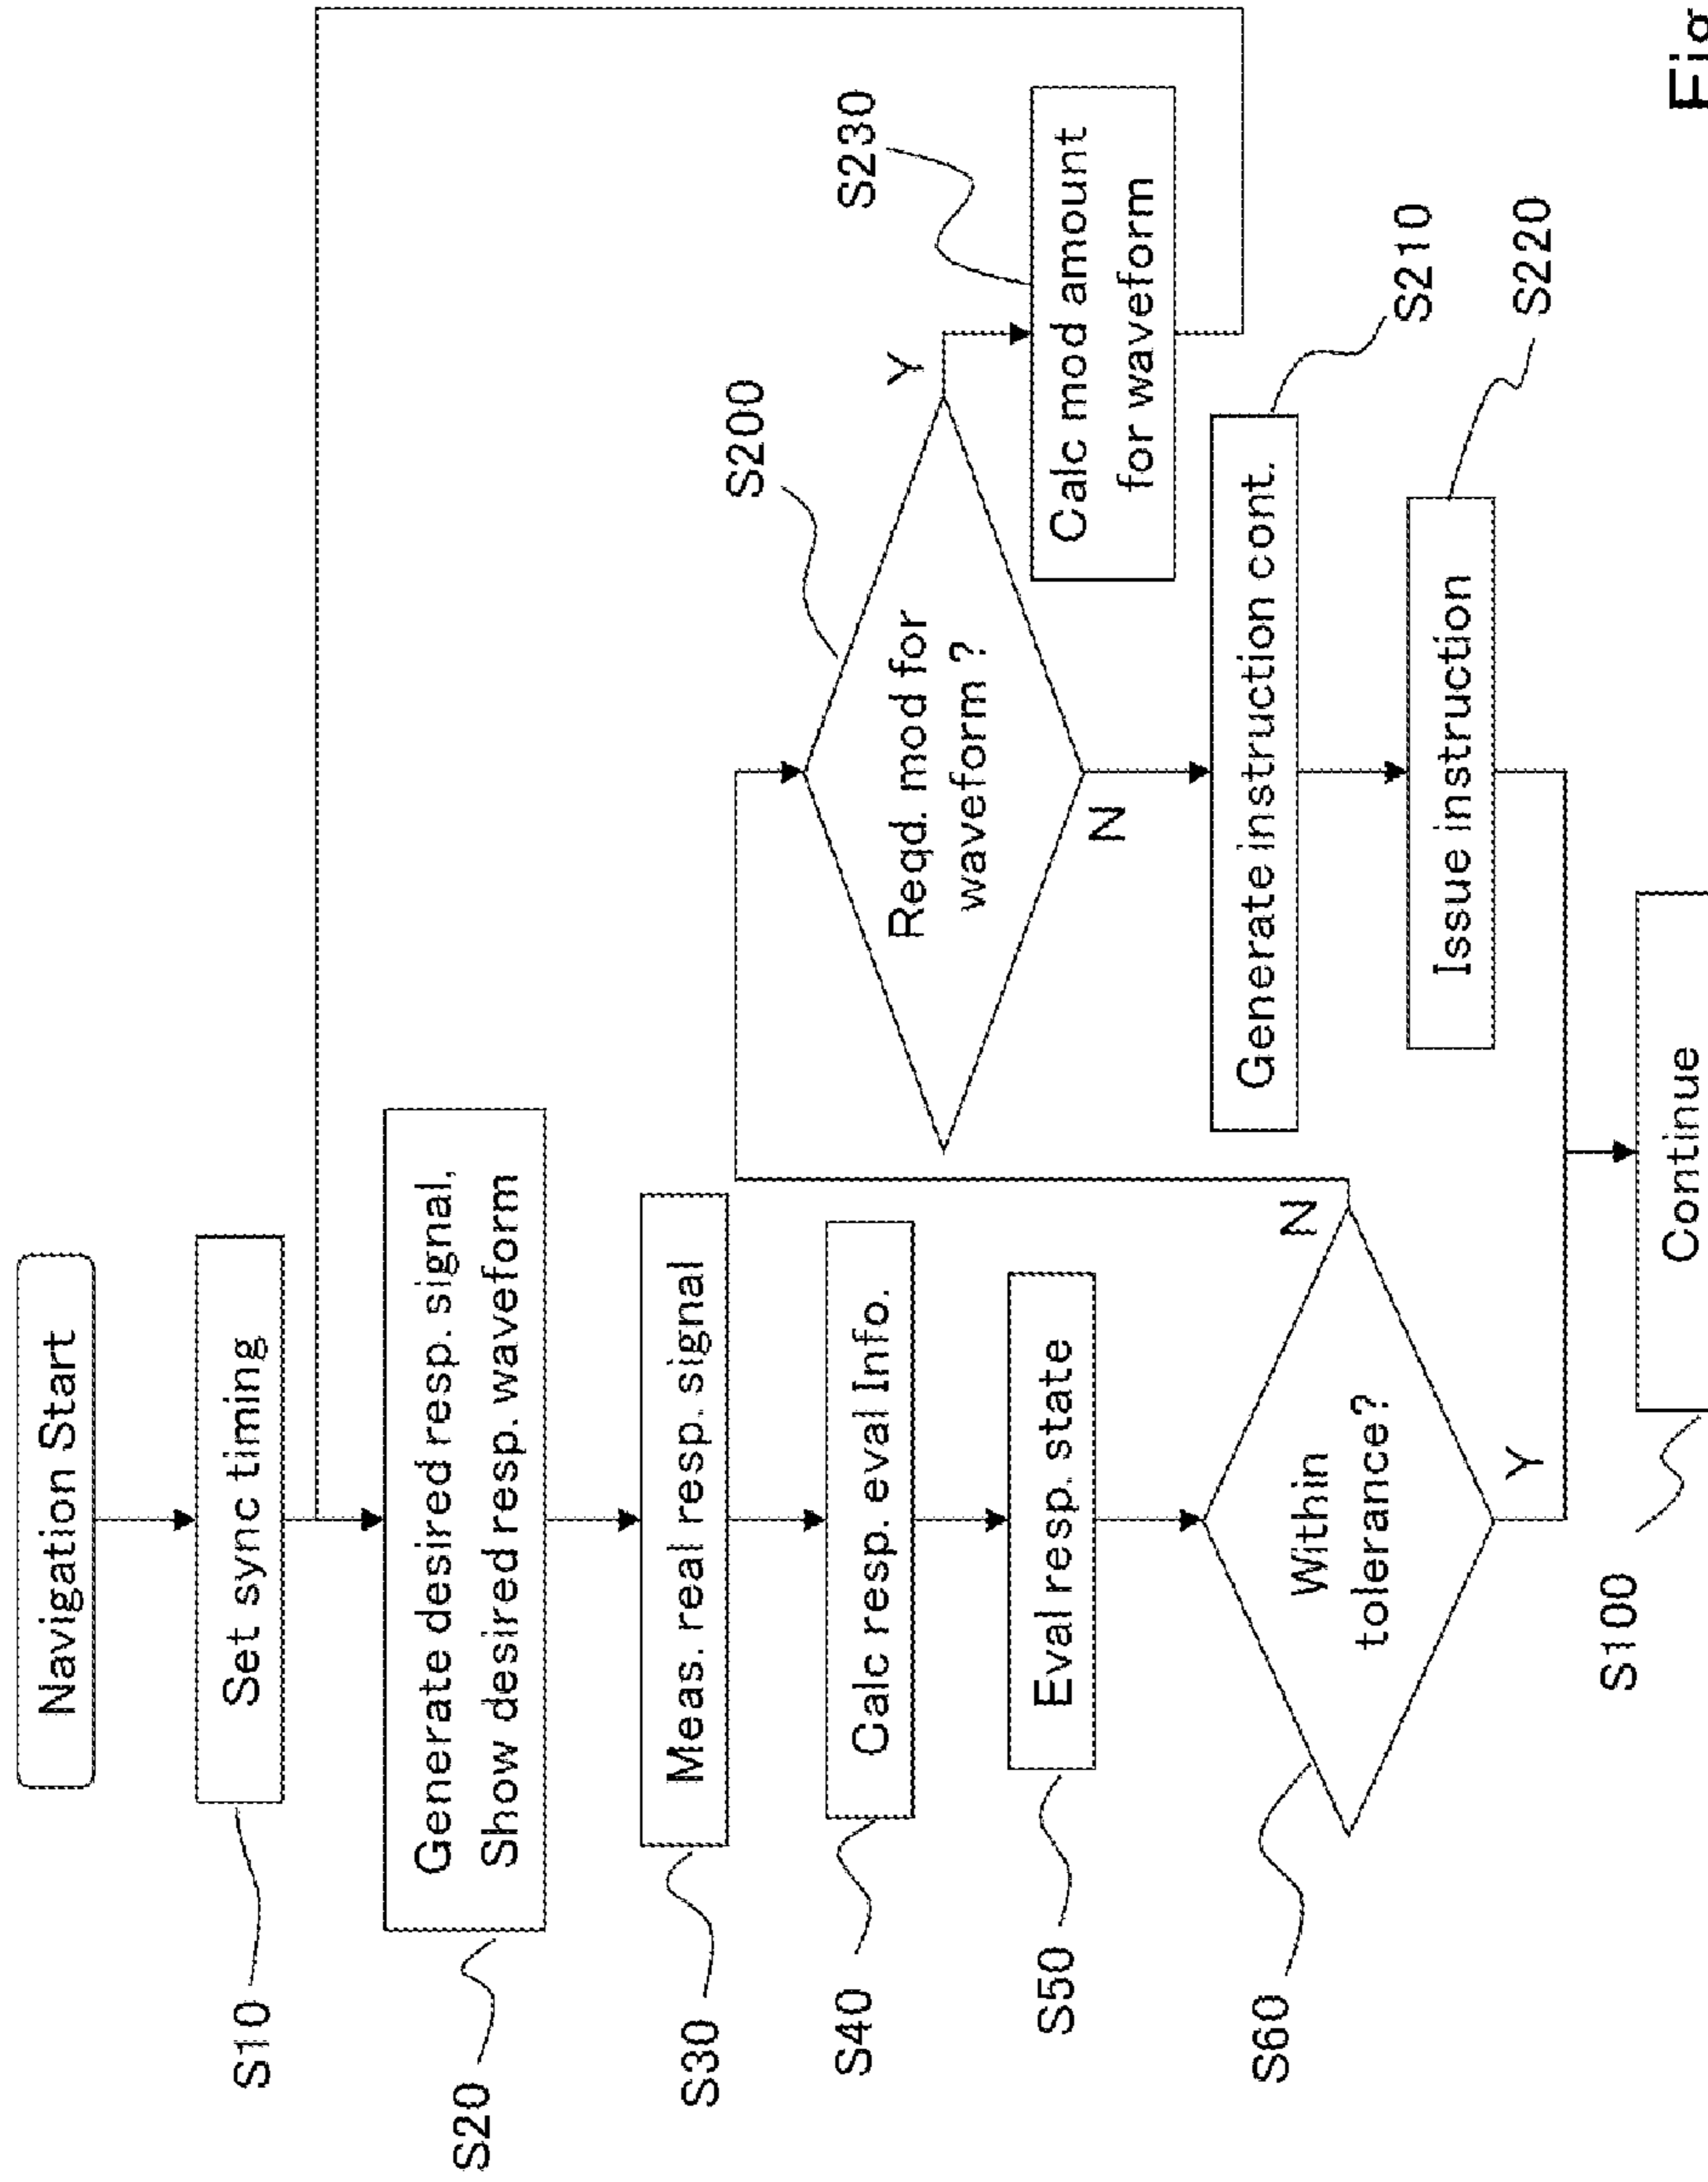 Navigation Start
S10
Set sync timing
S20
Generate desired resp. signal,
Show desired resp. waveform
S30
Meas. real resp. signal
S40
Calc resp. eval Info.
S50
Eval resp. state
S60
Within
tolerance?
N
Y
S200
Reqd. mod for
waveform ?
Y
N
S230
Calc mod amount
for waveform
S210
Generate instruction cont.
S220
Issue instruction
S100
Continue
Fig